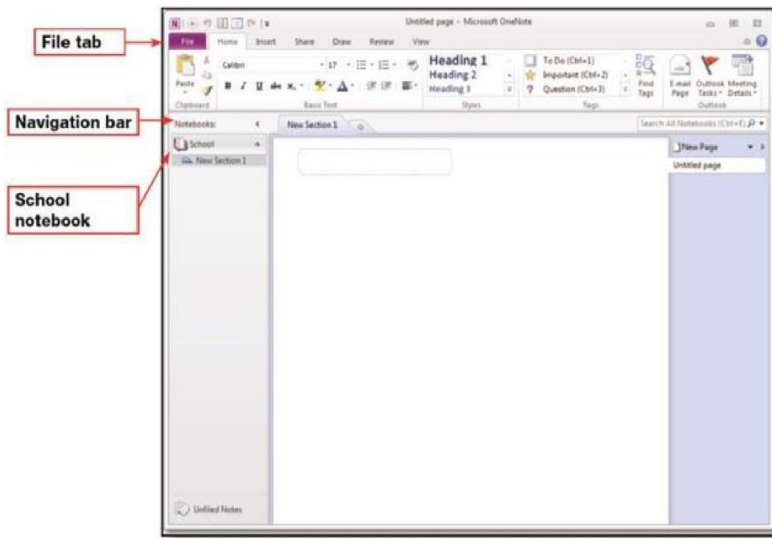 Untitled page - Microsoft OneNote
File tab
File Home Insert Share Draw Review View
Paste
Calibri 17
B I U abc x₂ A
Heading 1
Heading 2
Heading 3
To Do (Ctrl+1)
Important (Ctrl+2)
? Question (Ctrl+3)
Find Tags
E-mail Page
Outlook Tasks
Meeting Details
Clipboard Basic Text Styles Tags Outlook
Navigation bar
Notebooks:
New Section 1
Search All Notebooks (Ctrl+E)
School
New Page
New Section 1
Untitled page
School
notebook
Unfiled Notes